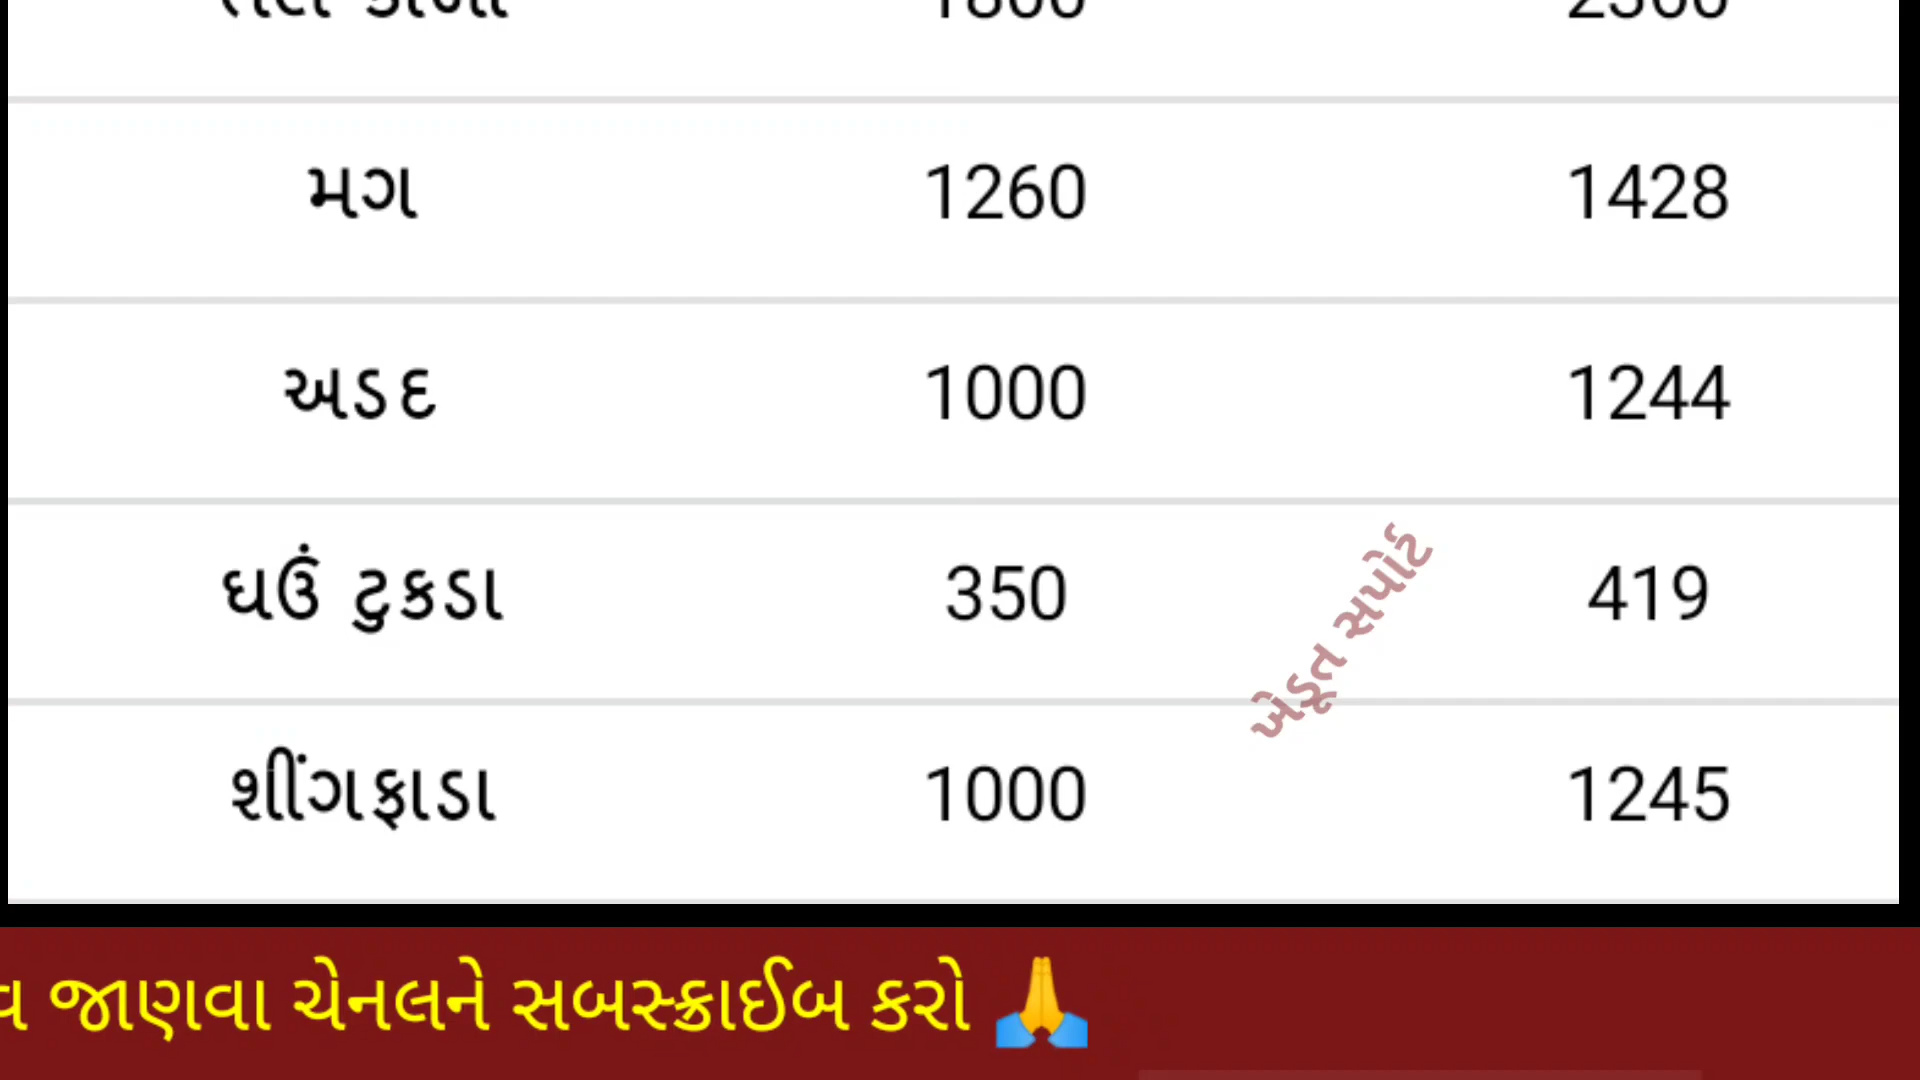 મગ 1260 1428
અડદ 1000 1244
ઘઉં ટુકડા 350 419
ખેડૂત સપોર્ટ
શીંગફાડા 1000 1245
જાણવા ચેનલને સબસ્ક્રાઈબ કરો 🙏